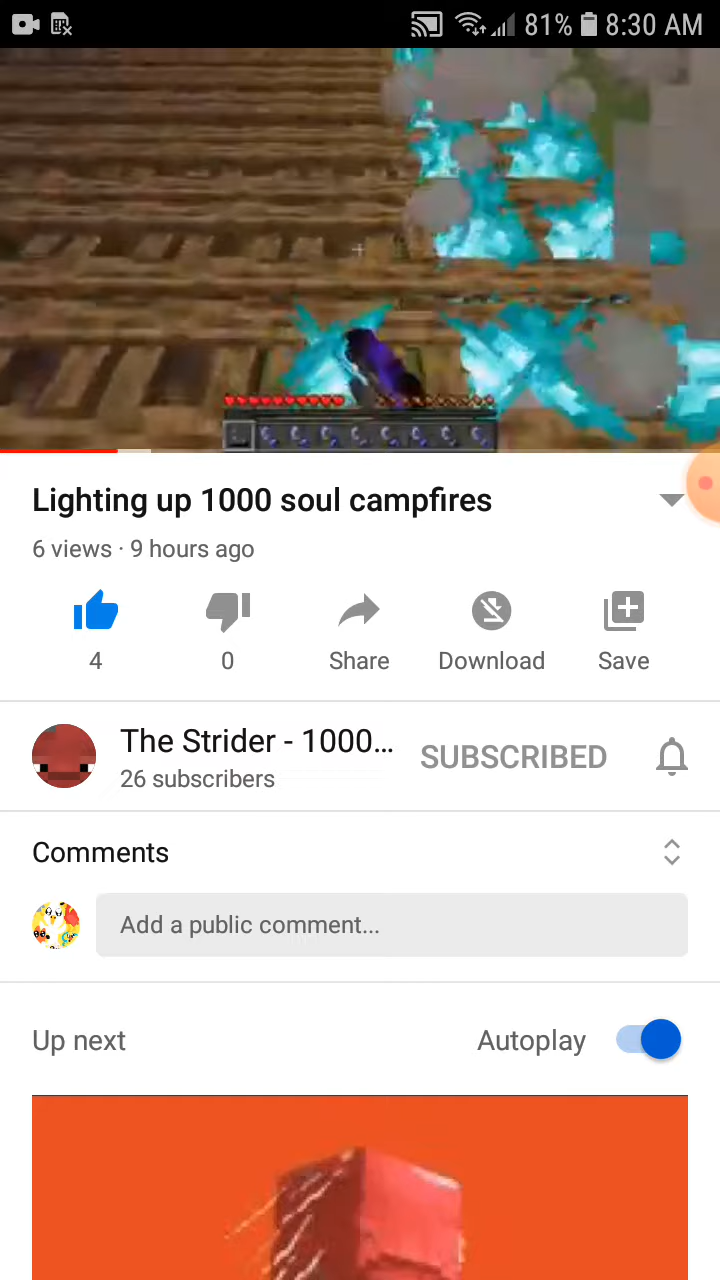 81% 8:30 AM
Lighting up 1000 soul campfires
6 views · 9 hours ago
4 0 Share Download Save
The Strider - 1000... SUBSCRIBED
26 subscribers
Comments
Add a public comment...
Up next Autoplay